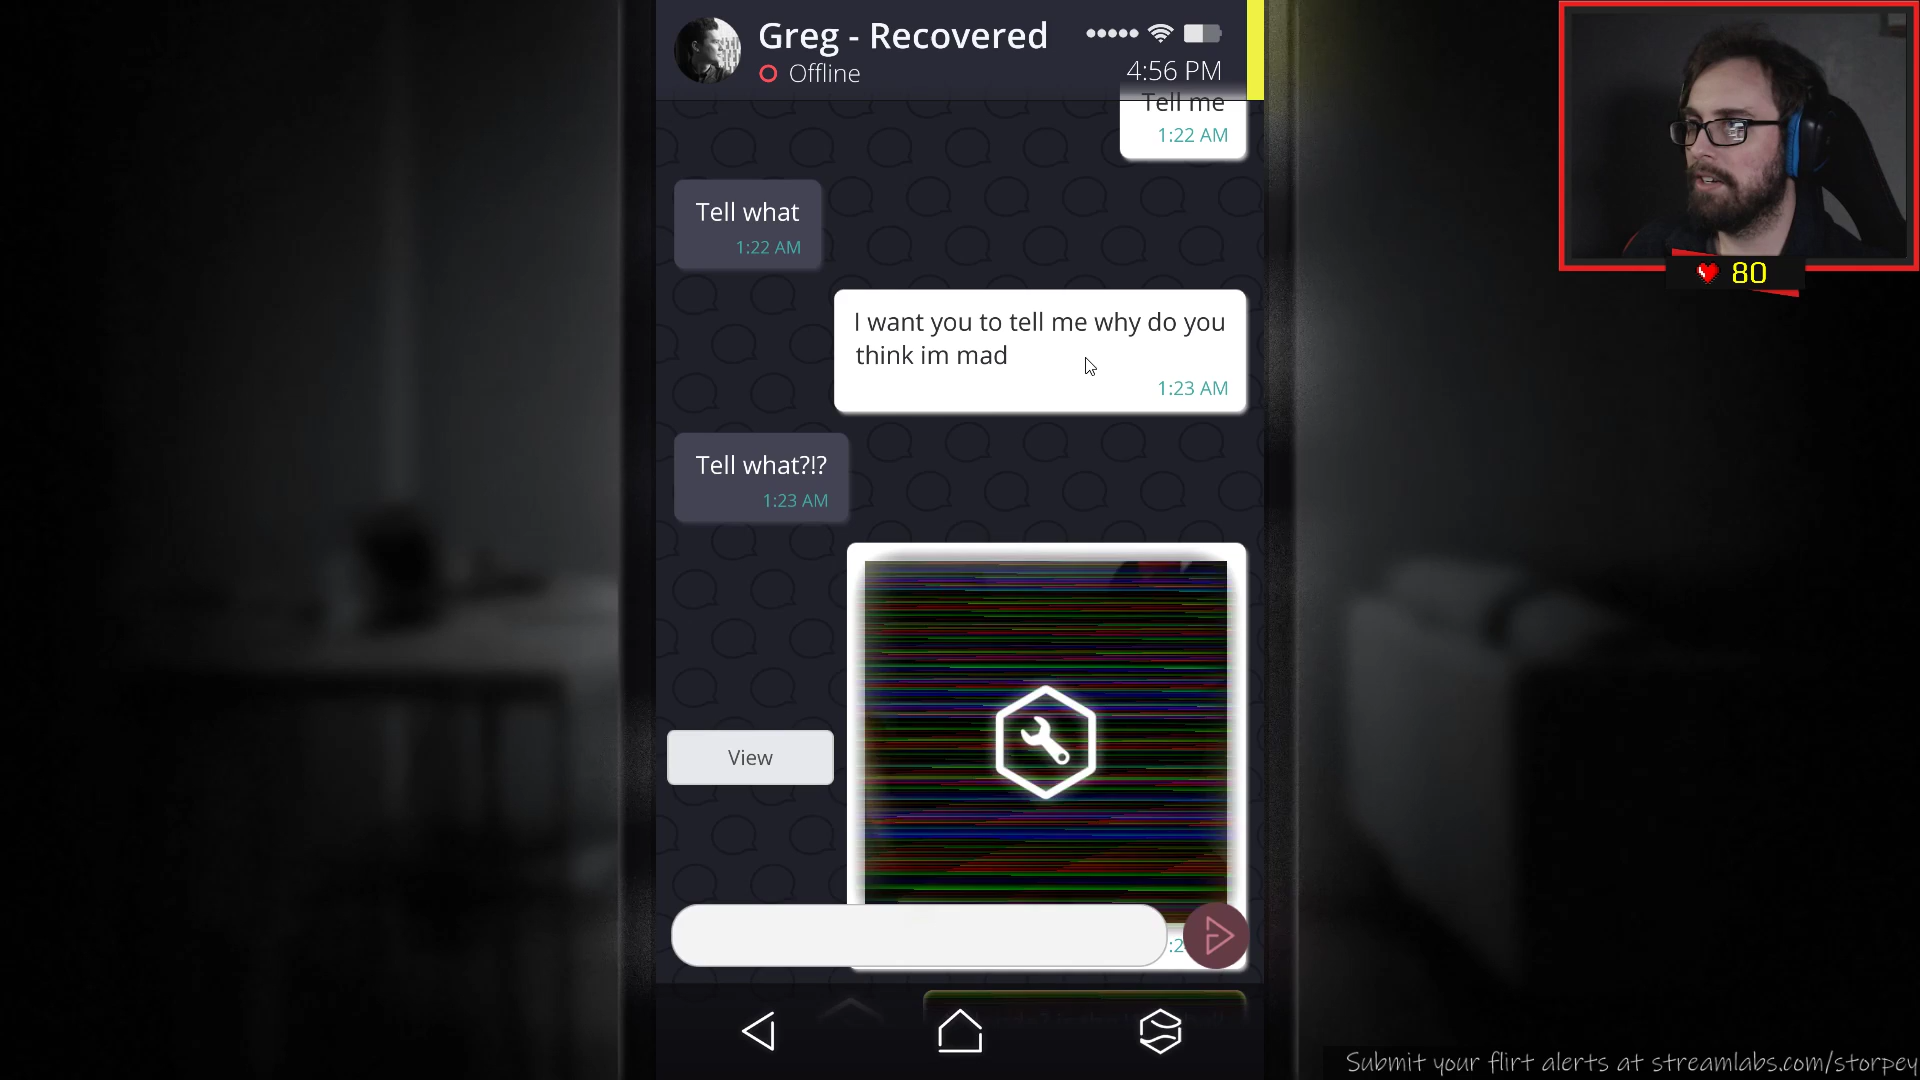 Greg - Recovered
Offline
4:56 PM
Tell me
1:22 AM
Tell what
1:22 AM
I want you to tell me why do you
think im mad
1:23 AM
Tell what?!?
1:23 AM
View
80
Submit your flirt alerts at streamlabs.com/storpey